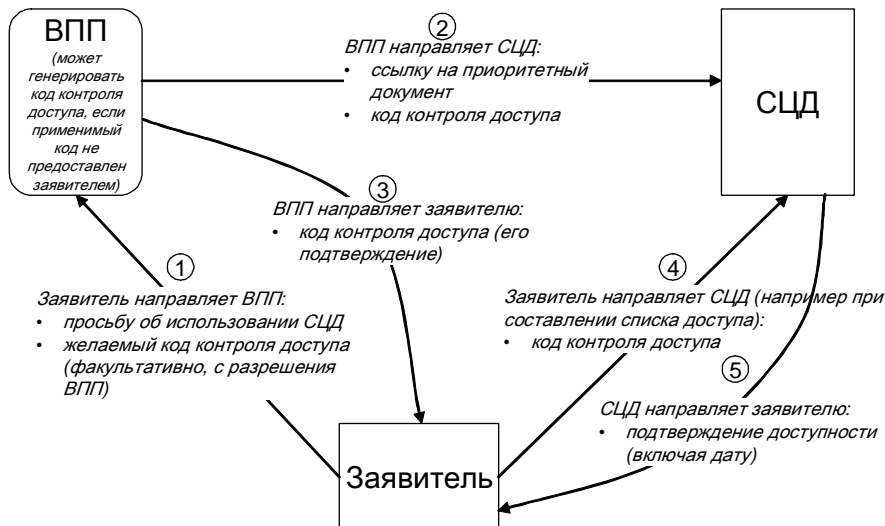 ВПП
(может
генерировать
код контроля
доступа, если
применимый
код не
предоставлен
заявителем)
2
ВПП направляет СЦД:
• ссылку на приоритетный
документ
• код контроля доступа
СЦД
3
ВПП направляет заявителю:
• код контроля доступа (его
подтверждение)
1
Заявитель направляет ВПП:
• просьбу об использовании СЦД
• желаемый код контроля доступа
(факультативно, с разрешения
ВПП)
4
Заявитель направляет СЦД (например при
составлении списка доступа):
• код контроля доступа
5
СЦД направляет заявителю:
• подтверждение доступности
(включая дату)
Заявитель